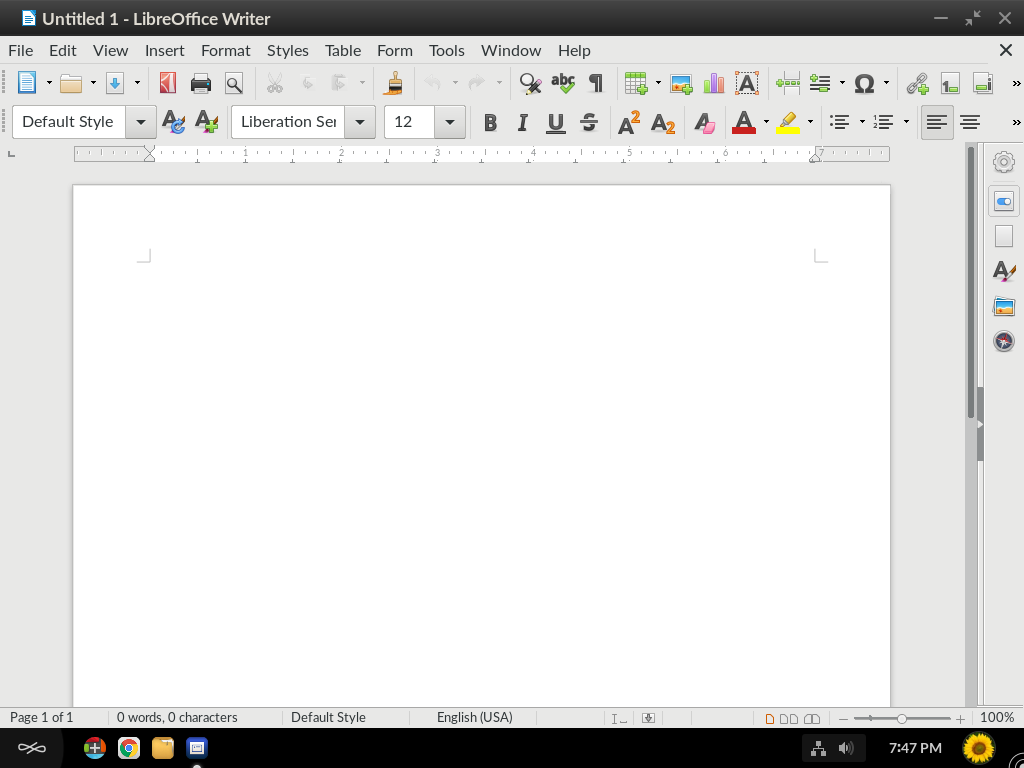 Untitled 1 - LibreOffice Writer
File Edit View Insert Format Styles Table Form Tools Window Help
Default Style Liberation Ser 12
1 2 3 4 5 6 7
Page 1 of 1 0 words, 0 characters Default Style English (USA) 100%
7:47 PM